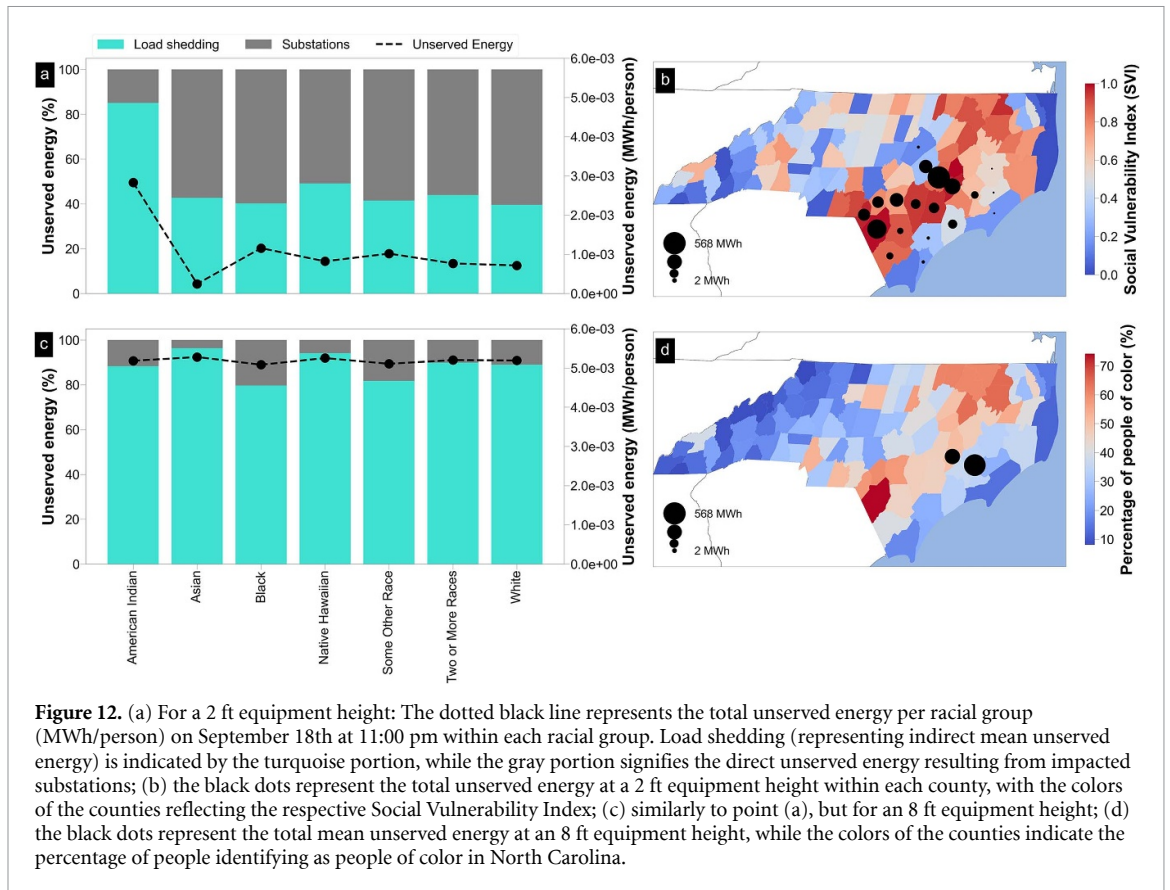 Load shedding Substations Unserved Energy
a
Unserved energy (%)
100
80
60
40
20
0
6.0e-03
5.0e-03
4.0e-03
3.0e-03
2.0e-03
1.0e-03
0.0e+00
Unserved energy (MWh/person)
b
568 MWh
2 MWh
1.0
0.8
0.6
0.4
0.2
0.0
Social Vulnerability Index (SVI)
c
Unserved energy (%)
100
80
60
40
20
0
6.0e-03
5.0e-03
4.0e-03
3.0e-03
2.0e-03
1.0e-03
0.0e+00
Unserved energy (MWh/person)
American Indian
Asian
Black
Native Hawaiian
Some Other Race
Two or More Races
White
d
568 MWh
2 MWh
70
60
50
40
30
20
10
Percentage of people of color (%)
Figure 12. (a) For a 2 ft equipment height: The dotted black line represents the total unserved energy per racial group
(MWh/person) on September 18th at 11:00 pm within each racial group. Load shedding (representing indirect mean unserved
energy) is indicated by the turquoise portion, while the gray portion signifies the direct unserved energy resulting from impacted
substations; (b) the black dots represent the total unserved energy at a 2 ft equipment height within each county, with the colors
of the counties reflecting the respective Social Vulnerability Index; (c) similarly to point (a), but for an 8 ft equipment height; (d)
the black dots represent the total mean unserved energy at an 8 ft equipment height, while the colors of the counties indicate the
percentage of people identifying as people of color in North Carolina.